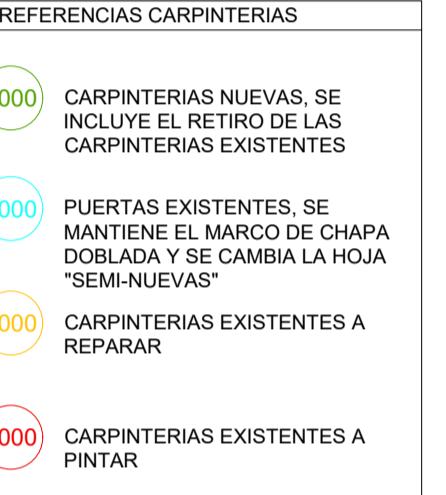 REFERENCIAS CARPINTERIAS
000 CARPINTERIAS NUEVAS, SE
INCLUYE EL RETIRO DE LAS
CARPINTERIAS EXISTENTES
000 PUERTAS EXISTENTES, SE
MANTIENE EL MARCO DE CHAPA
DOBLADA Y SE CAMBIA LA HOJA
"SEMI-NUEVAS"
000 CARPINTERIAS EXISTENTES A
REPARAR
000 CARPINTERIAS EXISTENTES A
PINTAR